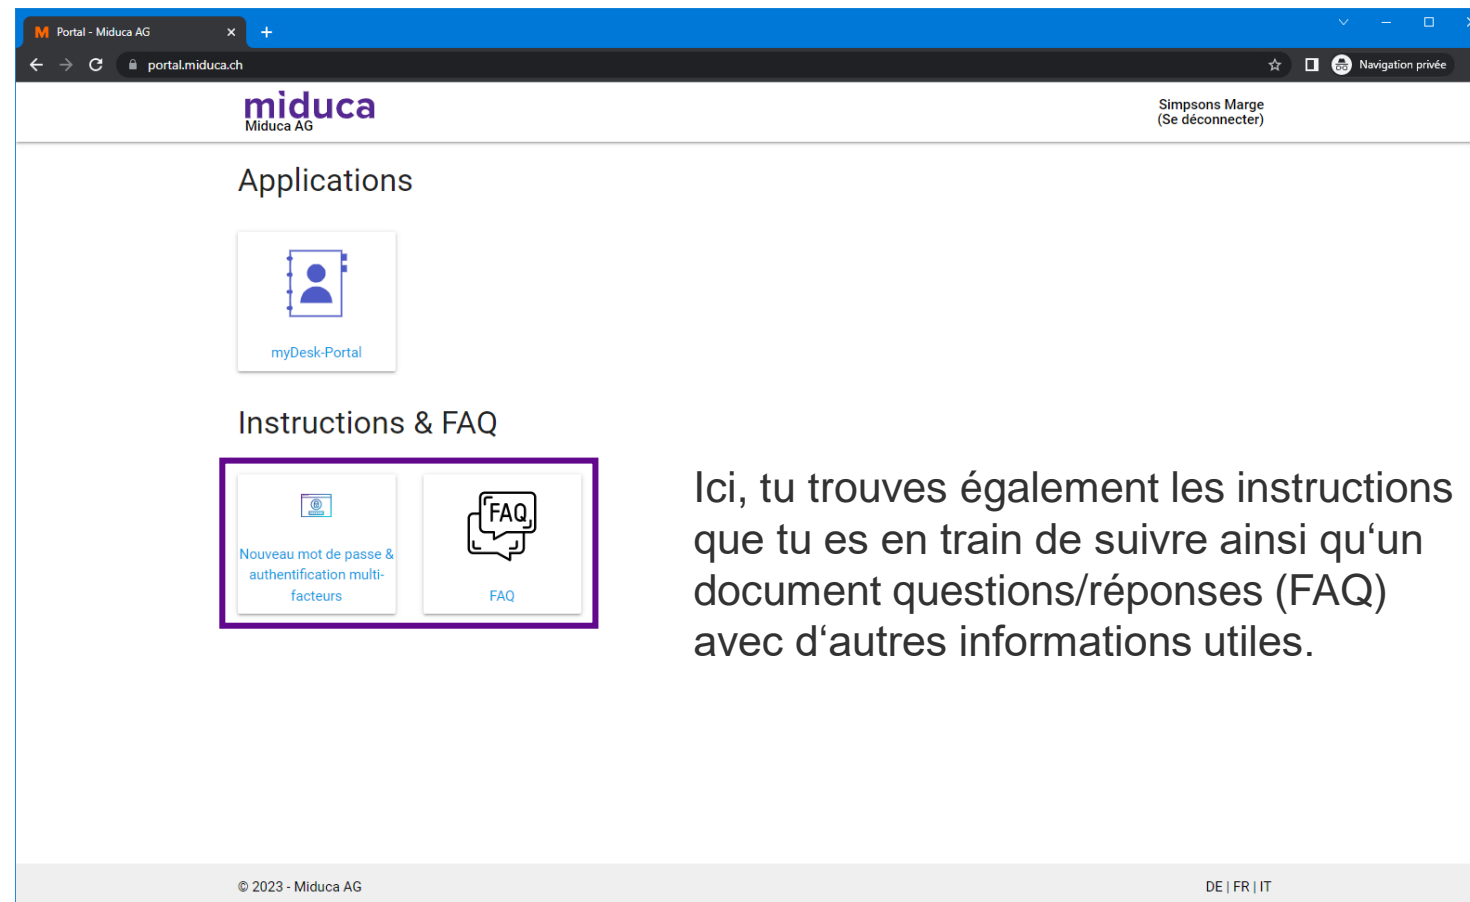 M Portal - Miduca AG
portal.miduca.ch
Navigation privée
miduca
Miduca AG
Simpsons Marge
(Se déconnecter)
Applications
myDesk-Portal
Instructions & FAQ
Nouveau mot de passe &
authentification multi-
facteurs
FAQ
FAQ
Ici, tu trouves également les instructions
que tu es en train de suivre ainsi qu‘un
document questions/réponses (FAQ)
avec d‘autres informations utiles.
© 2023 - Miduca AG
DE | FR | IT